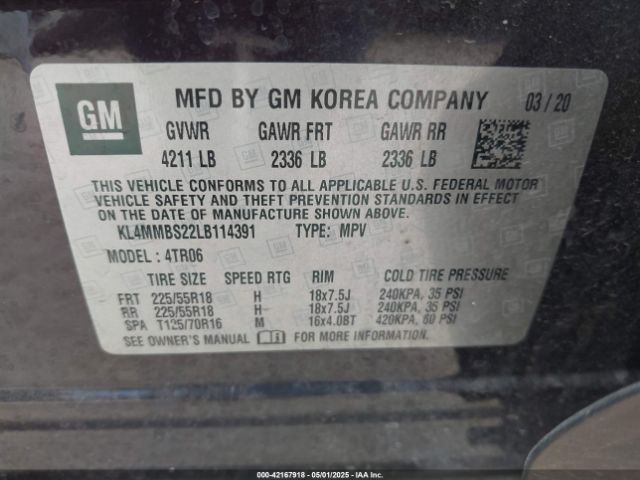 GM MFD BY GM KOREA COMPANY 03 / 20
GVWR GAWR FRT GAWR RR
4211 LB 2336 LB 2336 LB
THIS VEHICLE CONFORMS TO ALL APPLICABLE U.S. FEDERAL MOTOR
VEHICLE SAFETY AND THEFT PREVENTION STANDARDS IN EFFECT
ON THE DATE OF MANUFACTURE SHOWN ABOVE.
KL4MMBS22LB114391 TYPE: MPV
MODEL : 4TR06
TIRE SIZE SPEED RTG RIM COLD TIRE PRESSURE
FRT 225/55R18 H 18x7.5J 240KPA, 35 PSI
RR 225/55R18 H 18x7.5J 240KPA, 35 PSI
SPA T125/70R16 M 16x4.0BT 420KPA, 60 PSI
SEE OWNER'S MANUAL FOR MORE INFORMATION
000-42167918 - 05/01/2025 - Copyright © IAA, Inc.